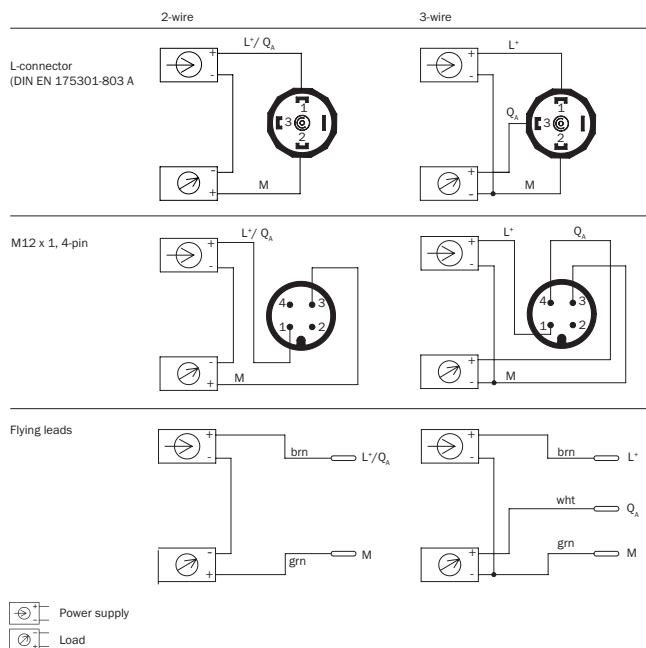 2-wire 3-wire
L-connector
(DIN EN 175301-803 A
L⁺/ Qₐ
+
-
1
3
2
-
+
M
L⁺
+
-
Qₐ
1
3
2
+
-
M
M12 x 1, 4-pin
L⁺/ Qₐ
+
-
4 3
1 2
-
+
M
L⁺ Qₐ
+
-
4 3
1 2
+
-
M
Flying leads
+
-
brn L⁺/Qₐ
-
+
grn M
+
-
brn L⁺
wht Qₐ
+
-
grn M
+
-
Power supply
-
+
Load